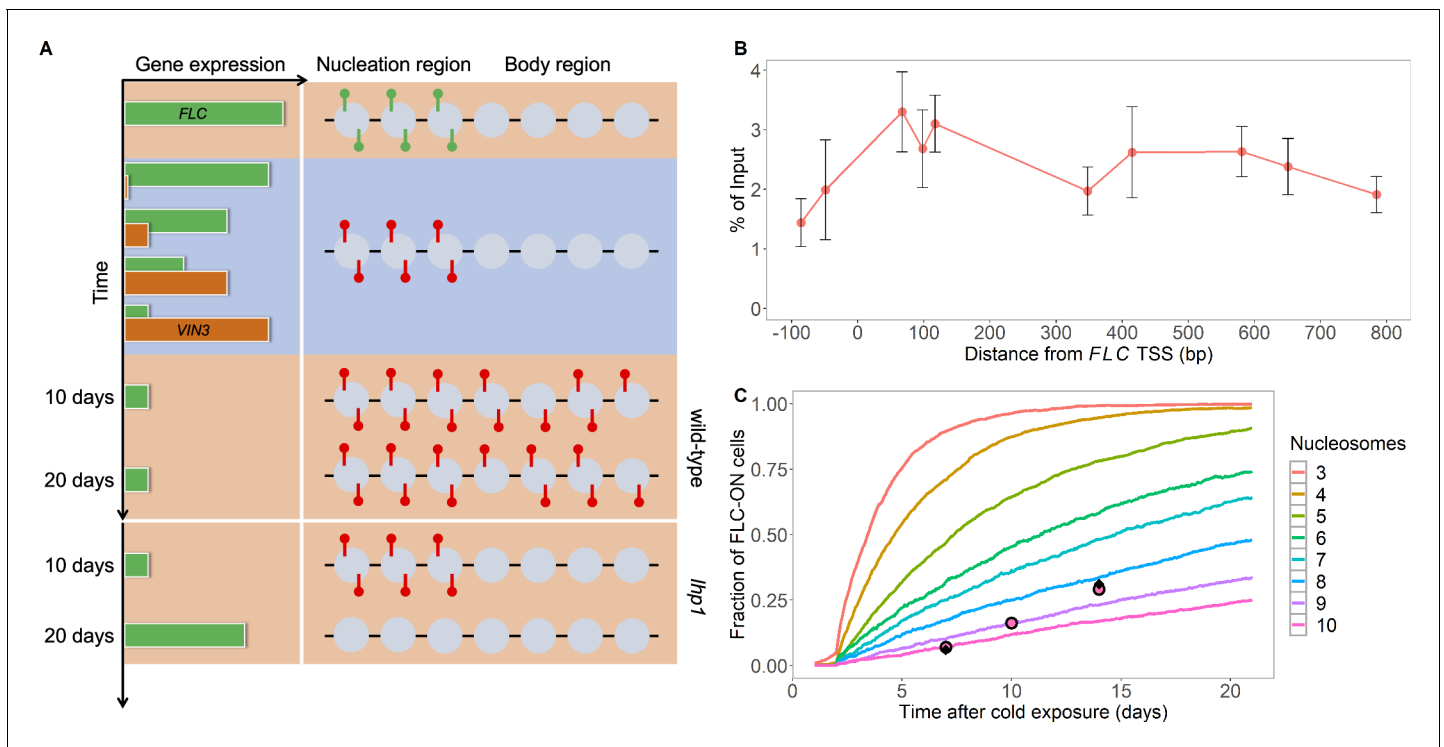 A
Gene expression
Nucleation region
Body region
FLC
VIN3
Time
10 days
20 days
10 days
20 days
wild-type
lhp1
B
4
3
2
1
0
% of Input
-100 0 100 200 300 400 500 600 700 800
Distance from FLC TSS (bp)
C
1.00
0.75
0.50
0.25
0.00
Fraction of FLC-ON cells
0 5 10 15 20
Time after cold exposure (days)
Nucleosomes
3
4
5
6
7
8
9
10